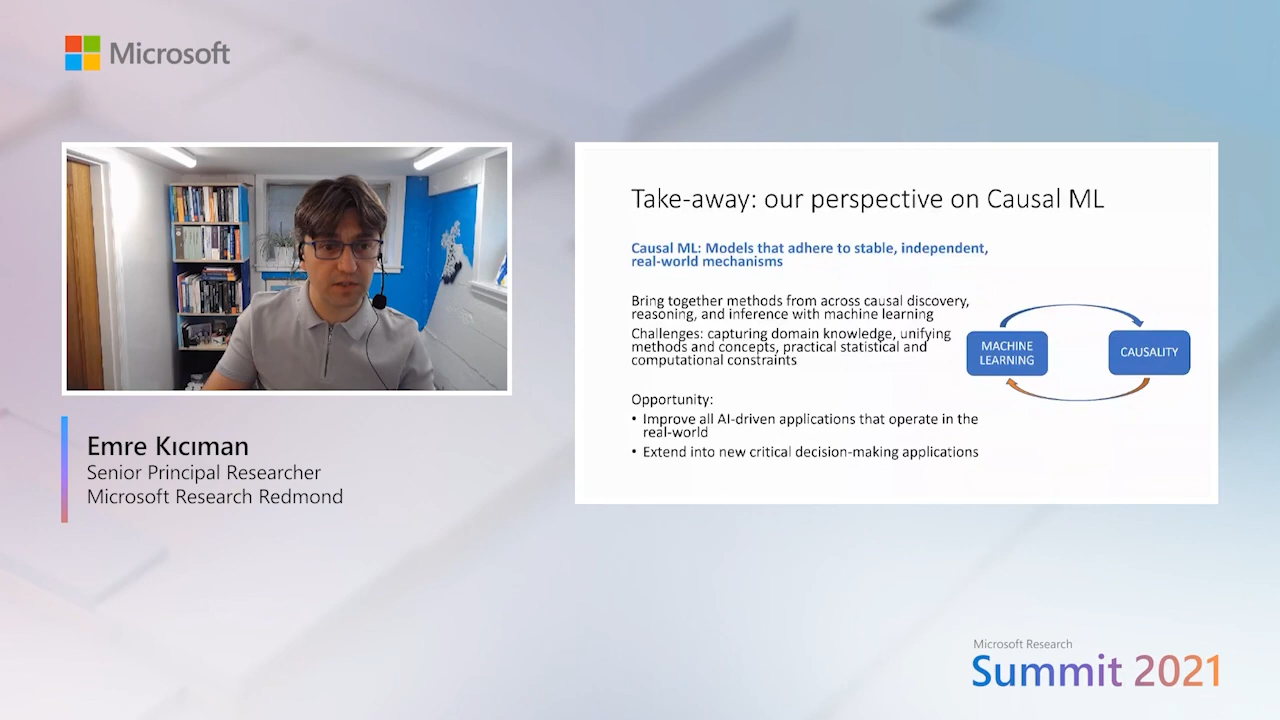 Microsoft
Take-away: our perspective on Causal ML
Causal ML: Models that adhere to stable, independent,
real-world mechanisms
Bring together methods from across causal discovery,
reasoning, and inference with machine learning
Challenges: capturing domain knowledge, unifying
methods and concepts, practical statistical and
computational constraints
MACHINE
LEARNING
CAUSALITY
Opportunity:
• Improve all AI-driven applications that operate in the
real-world
• Extend into new critical decision-making applications
Emre Kıcıman
Senior Principal Researcher
Microsoft Research Redmond
Microsoft Research
Summit 2021